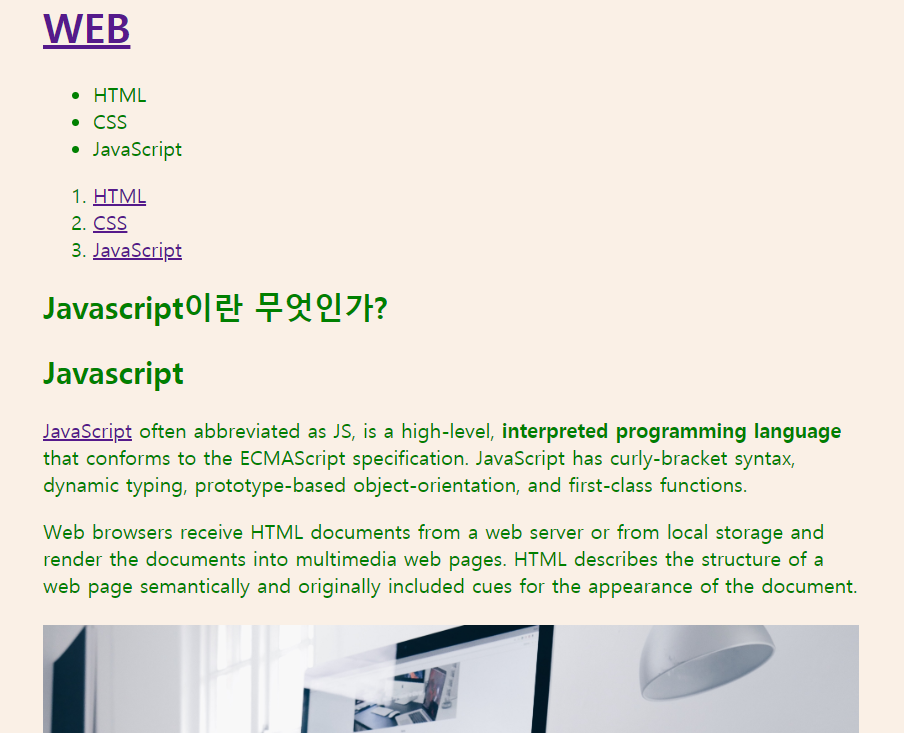 WEB
• HTML
• CSS
• JavaScript
1. HTML
2. CSS
3. JavaScript
Javascript이란 무엇인가?
Javascript
JavaScript often abbreviated as JS, is a high-level, interpreted programming language
that conforms to the ECMAScript specification. JavaScript has curly-bracket syntax,
dynamic typing, prototype-based object-orientation, and first-class functions.
Web browsers receive HTML documents from a web server or from local storage and
render the documents into multimedia web pages. HTML describes the structure of a
web page semantically and originally included cues for the appearance of the document.